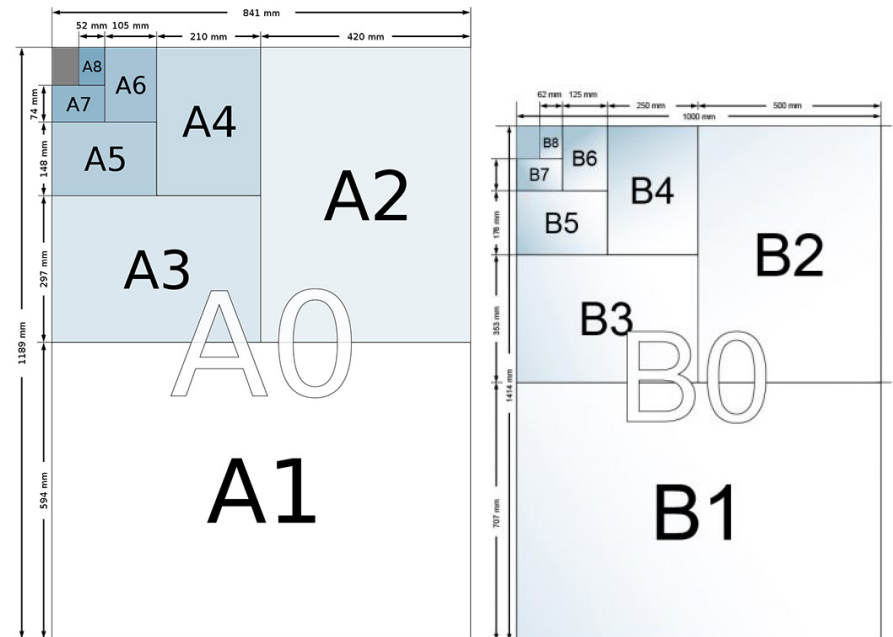 841 mm
52 mm 105 mm
210 mm
420 mm
A8
A6
A7
74 mm
A4
A5
148 mm
A2
A3
297 mm
A0
1189 mm
A1
594 mm
62 mm 125 mm
250 mm
500 mm
1000 mm
B8
B6
B7
B4
B5
176 mm
B2
B3
353 mm
B0
1414 mm
B1
707 mm